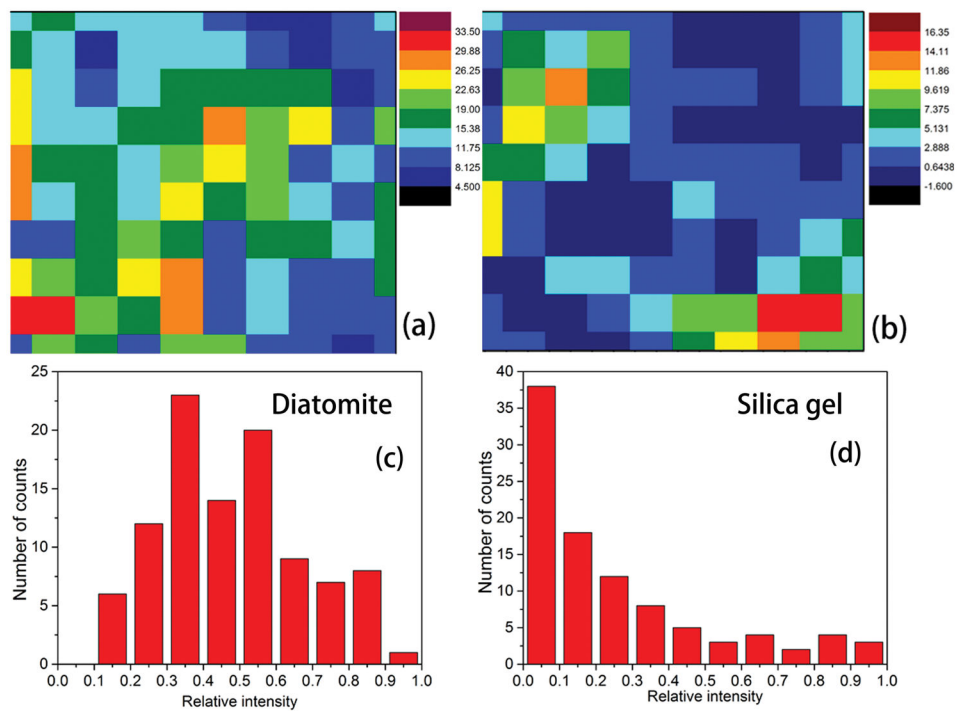 33.50
29.88
26.25
22.63
19.00
15.38
11.75
8.125
4.500
(a)
16.35
14.11
11.86
9.619
7.375
5.131
2.888
0.6438
-1.600
(b)
25
20
15
10
5
0
Number of counts
Diatomite
(c)
0.0 0.1 0.2 0.3 0.4 0.5 0.6 0.7 0.8 0.9 1.0
Relative intensity
40
35
30
25
20
15
10
5
0
Number of counts
Silica gel
(d)
0.0 0.1 0.2 0.3 0.4 0.5 0.6 0.7 0.8 0.9 1.0
Relative intensity